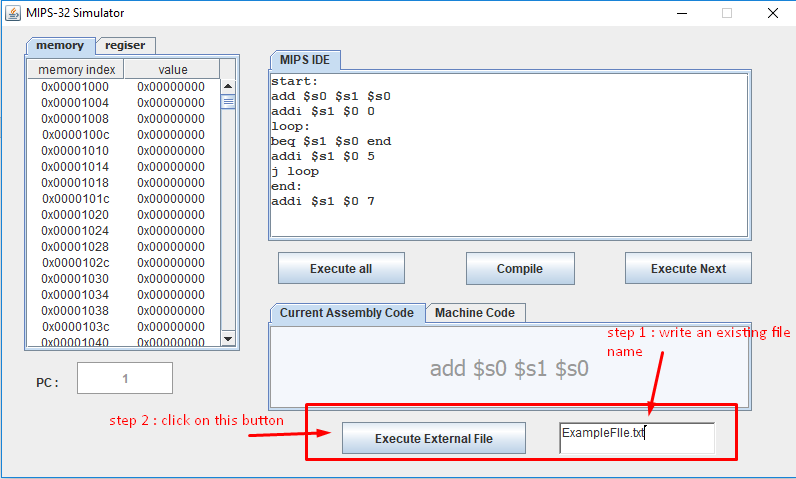 MIPS-32 Simulator
memory regiser
memory index value
0x00001000 0x00000000
0x00001004 0x00000000
0x00001008 0x00000000
0x0000100c 0x00000000
0x00001010 0x00000000
0x00001014 0x00000000
0x00001018 0x00000000
0x0000101c 0x00000000
0x00001020 0x00000000
0x00001024 0x00000000
0x00001028 0x00000000
0x0000102c 0x00000000
0x00001030 0x00000000
0x00001034 0x00000000
0x00001038 0x00000000
0x0000103c 0x00000000
0x00001040 0x00000000
PC : 1
MIPS IDE
start:
add $s0 $s1 $s0
addi $s1 $0 0
loop:
beq $s1 $s0 end
addi $s1 $0 5
j loop
end:
addi $s1 $0 7
Execute all Compile Execute Next
Current Assembly Code Machine Code
add $s0 $s1 $s0
step 1 : write an existing file
name
step 2 : click on this button
Execute External File ExampleFIle.txt